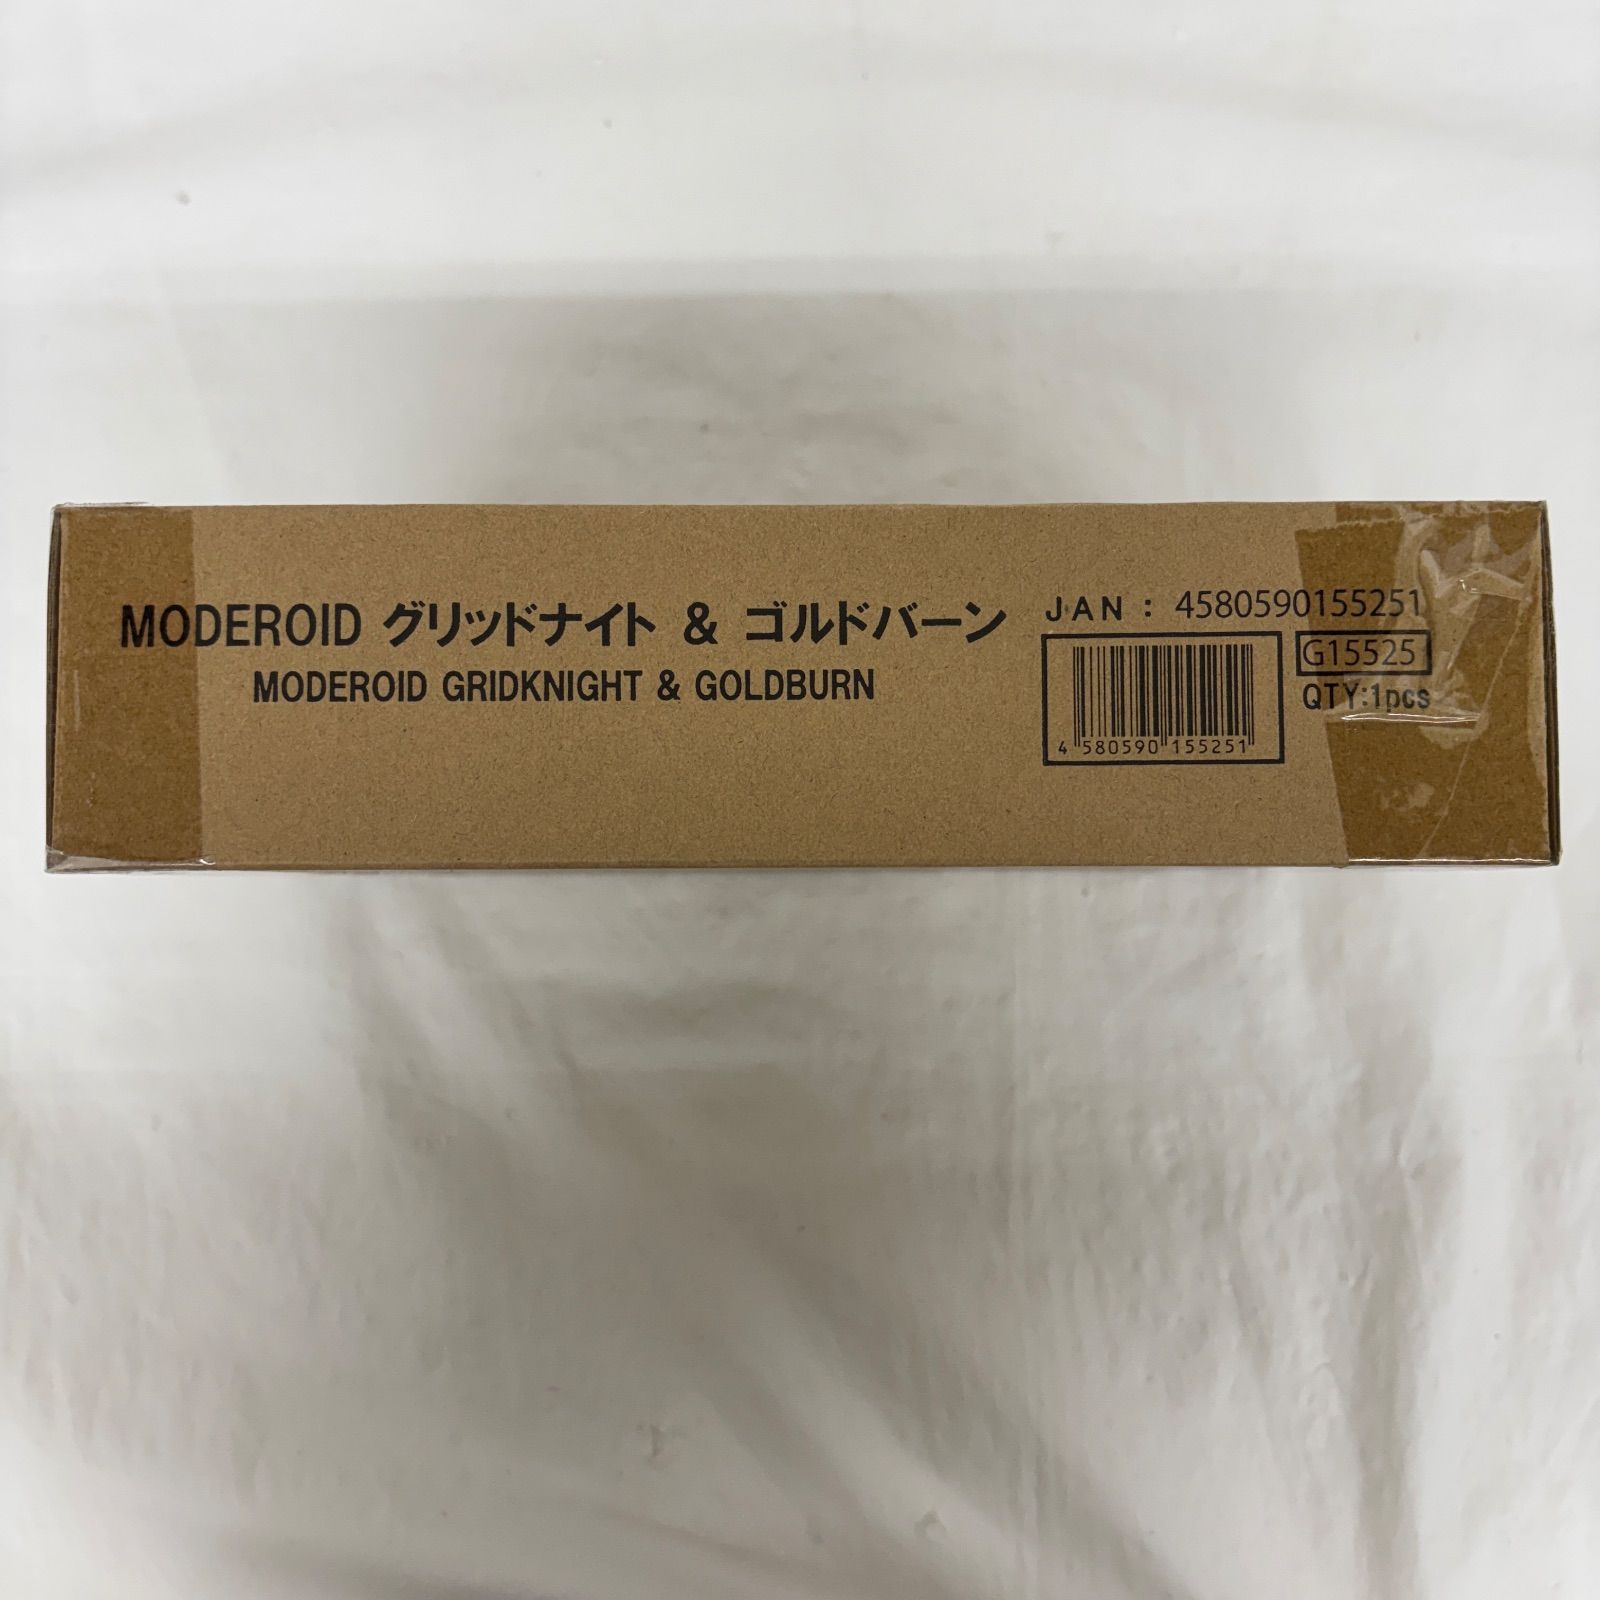 MODEROID グリッドナイト & ゴルドバーン
MODEROID GRIDKNIGHT & GOLDBURN
JAN : 4580590155251
G15525
QTY:1pcs
4 580590 155251